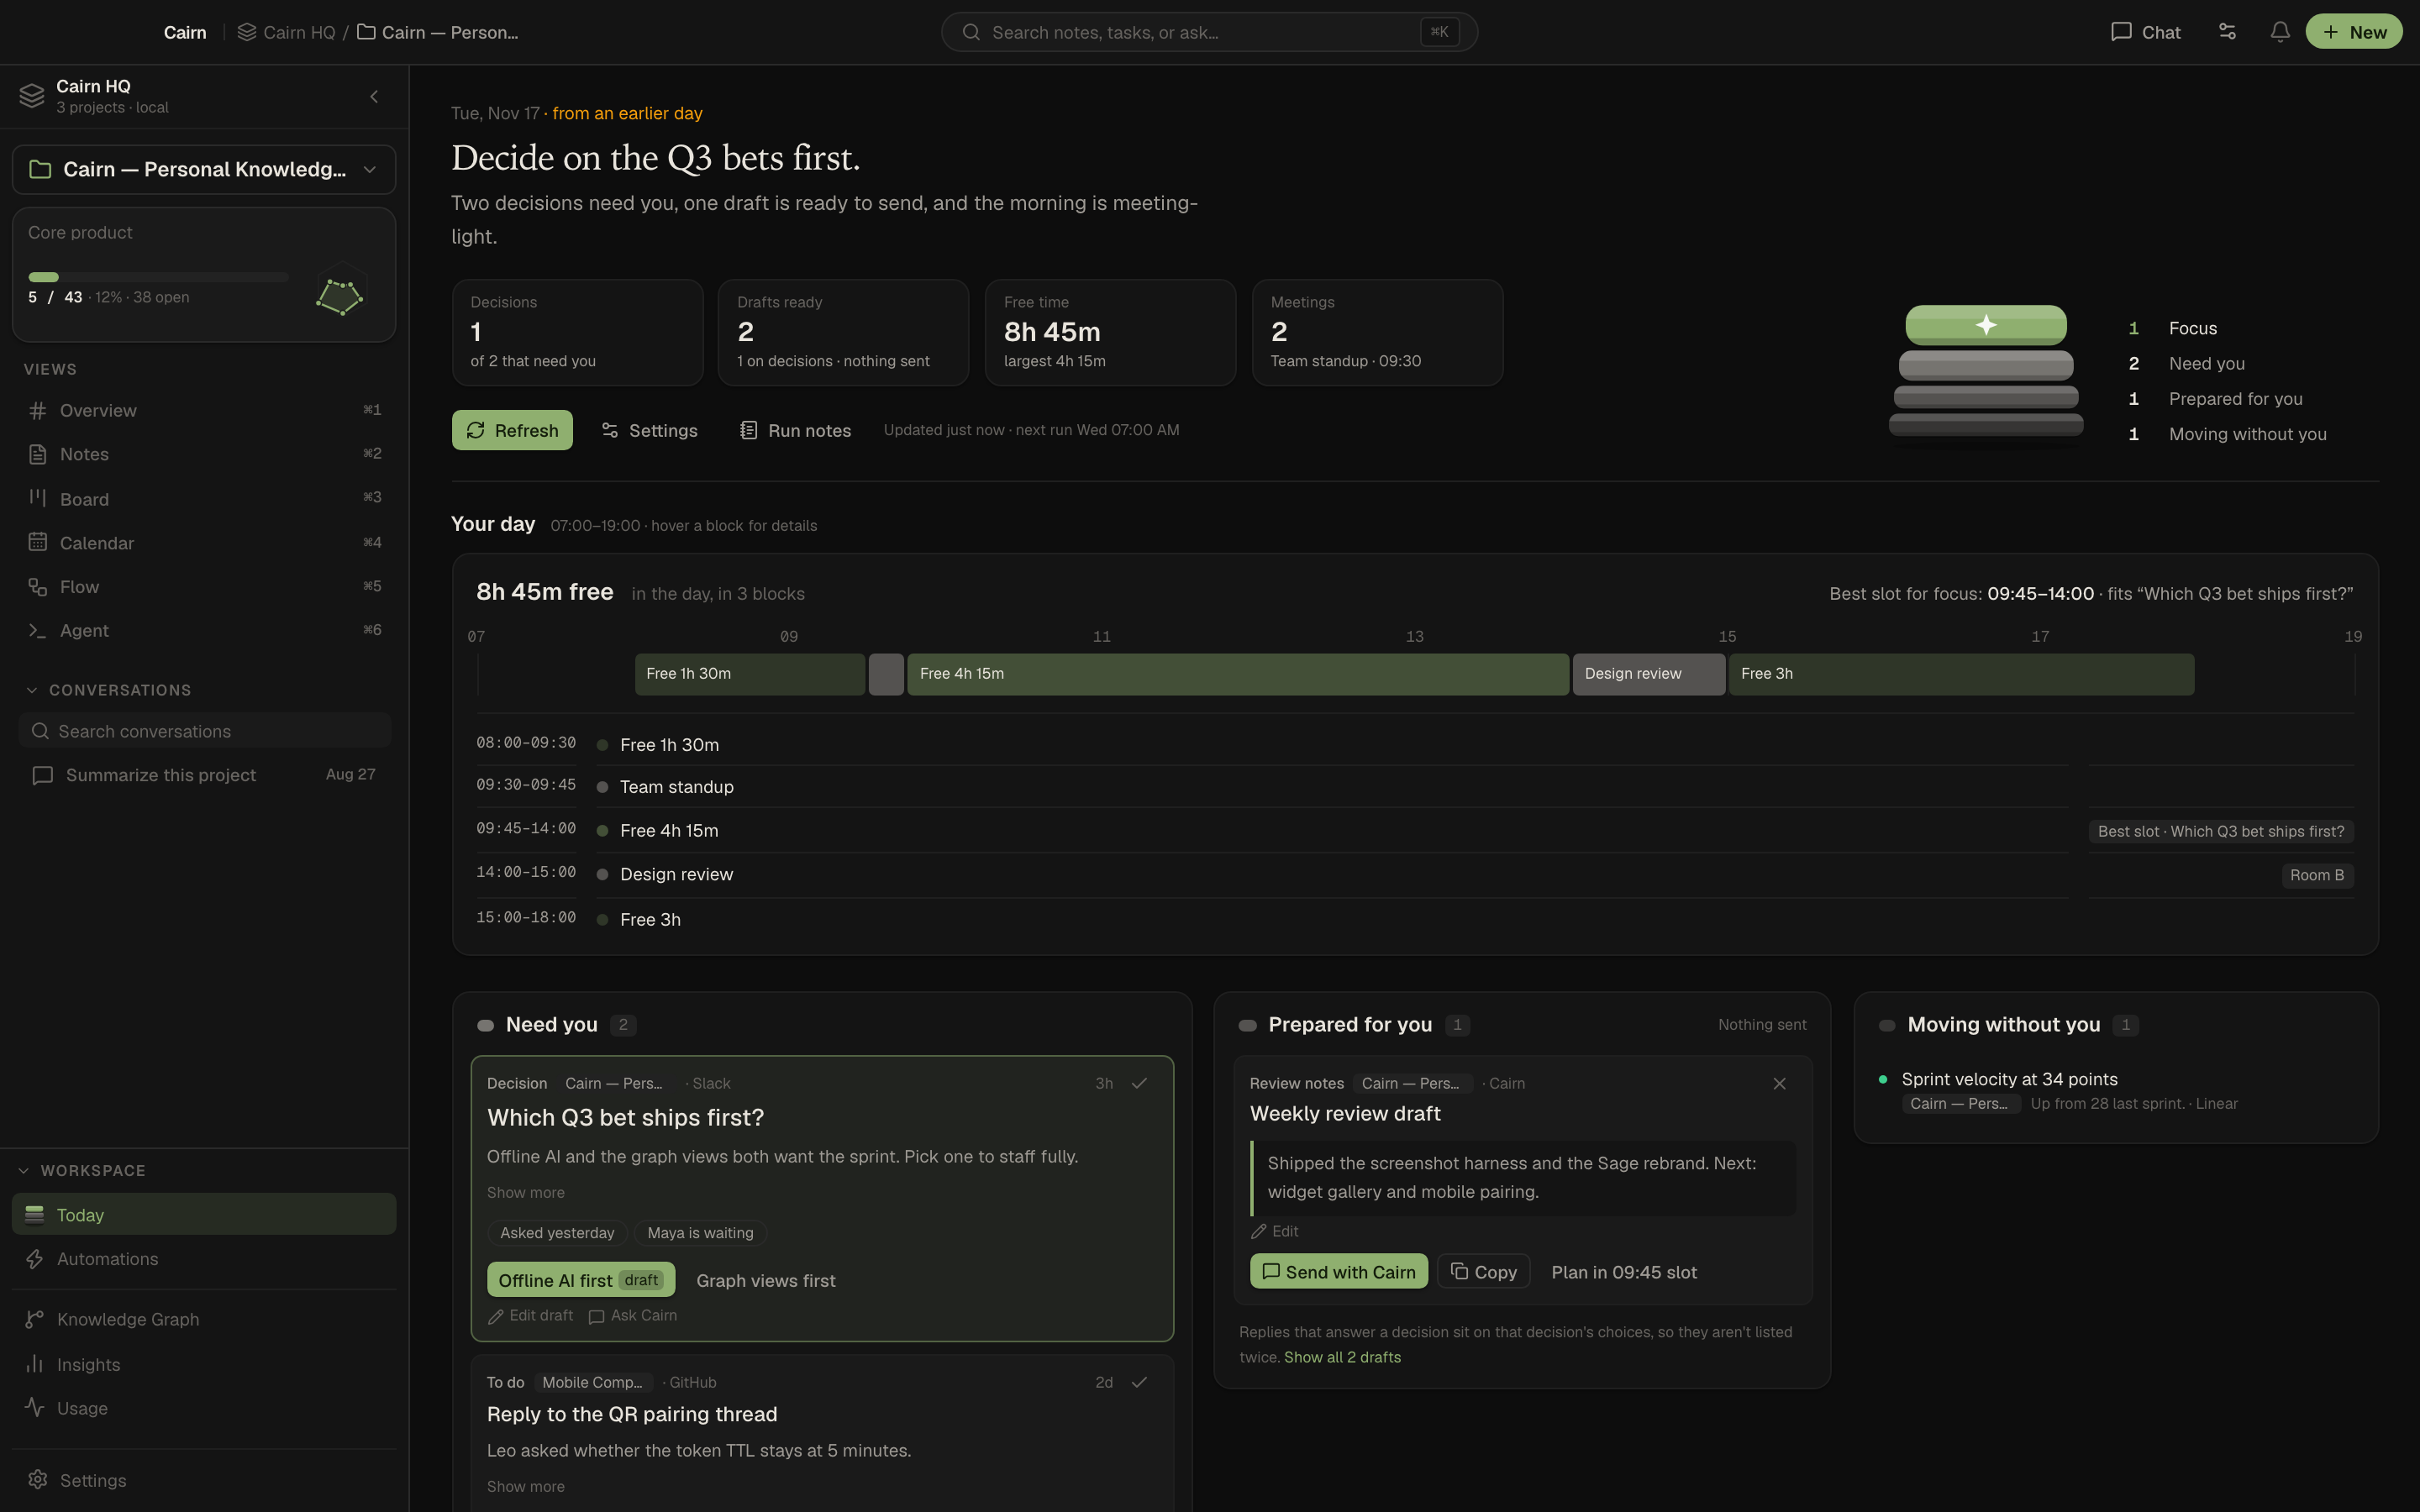 Cairn
Cairn HQ / Cairn — Person...
Search notes, tasks, or ask...
⌘K
Chat
New
Cairn HQ
3 projects · local
Cairn — Personal Knowledg...
Core product
5 / 43 · 12% · 38 open
VIEWS
Overview ⌘1
Notes ⌘2
Board ⌘3
Calendar ⌘4
Flow ⌘5
Agent ⌘6
CONVERSATIONS
Search conversations
Summarize this project Aug 27
WORKSPACE
Today
Automations
Knowledge Graph
Insights
Usage
Settings
Tue, Nov 17 · from an earlier day
Decide on the Q3 bets first.
Two decisions need you, one draft is ready to send, and the morning is meeting-
light.
Decisions
1
of 2 that need you
Drafts ready
2
1 on decisions · nothing sent
Free time
8h 45m
largest 4h 15m
Meetings
2
Team standup · 09:30
Refresh
Settings
Run notes
Updated just now · next run Wed 07:00 AM
1 Focus
2 Need you
1 Prepared for you
1 Moving without you
Your day 07:00–19:00 · hover a block for details
8h 45m free in the day, in 3 blocks
Best slot for focus: 09:45–14:00 · fits “Which Q3 bet ships first?”
07 09 11 13 15 17 19
Free 1h 30m
Free 4h 15m
Design review
Free 3h
08:00–09:30 Free 1h 30m
09:30–09:45 Team standup
09:45–14:00 Free 4h 15m Best slot · Which Q3 bet ships first?
14:00–15:00 Design review Room B
15:00–18:00 Free 3h
Need you 2
Decision Cairn — Pers... · Slack 3h
Which Q3 bet ships first?
Offline AI and the graph views both want the sprint. Pick one to staff fully.
Show more
Asked yesterday Maya is waiting
Offline AI first draft Graph views first
Edit draft Ask Cairn
To do Mobile Comp... · GitHub 2d
Reply to the QR pairing thread
Leo asked whether the token TTL stays at 5 minutes.
Show more
Prepared for you 1 Nothing sent
Review notes Cairn — Pers... · Cairn
Weekly review draft
Shipped the screenshot harness and the Sage rebrand. Next:
widget gallery and mobile pairing.
Edit
Send with Cairn Copy Plan in 09:45 slot
Replies that answer a decision sit on that decision's choices, so they aren't listed
twice. Show all 2 drafts
Moving without you 1
Sprint velocity at 34 points
Cairn — Pers... Up from 28 last sprint. · Linear